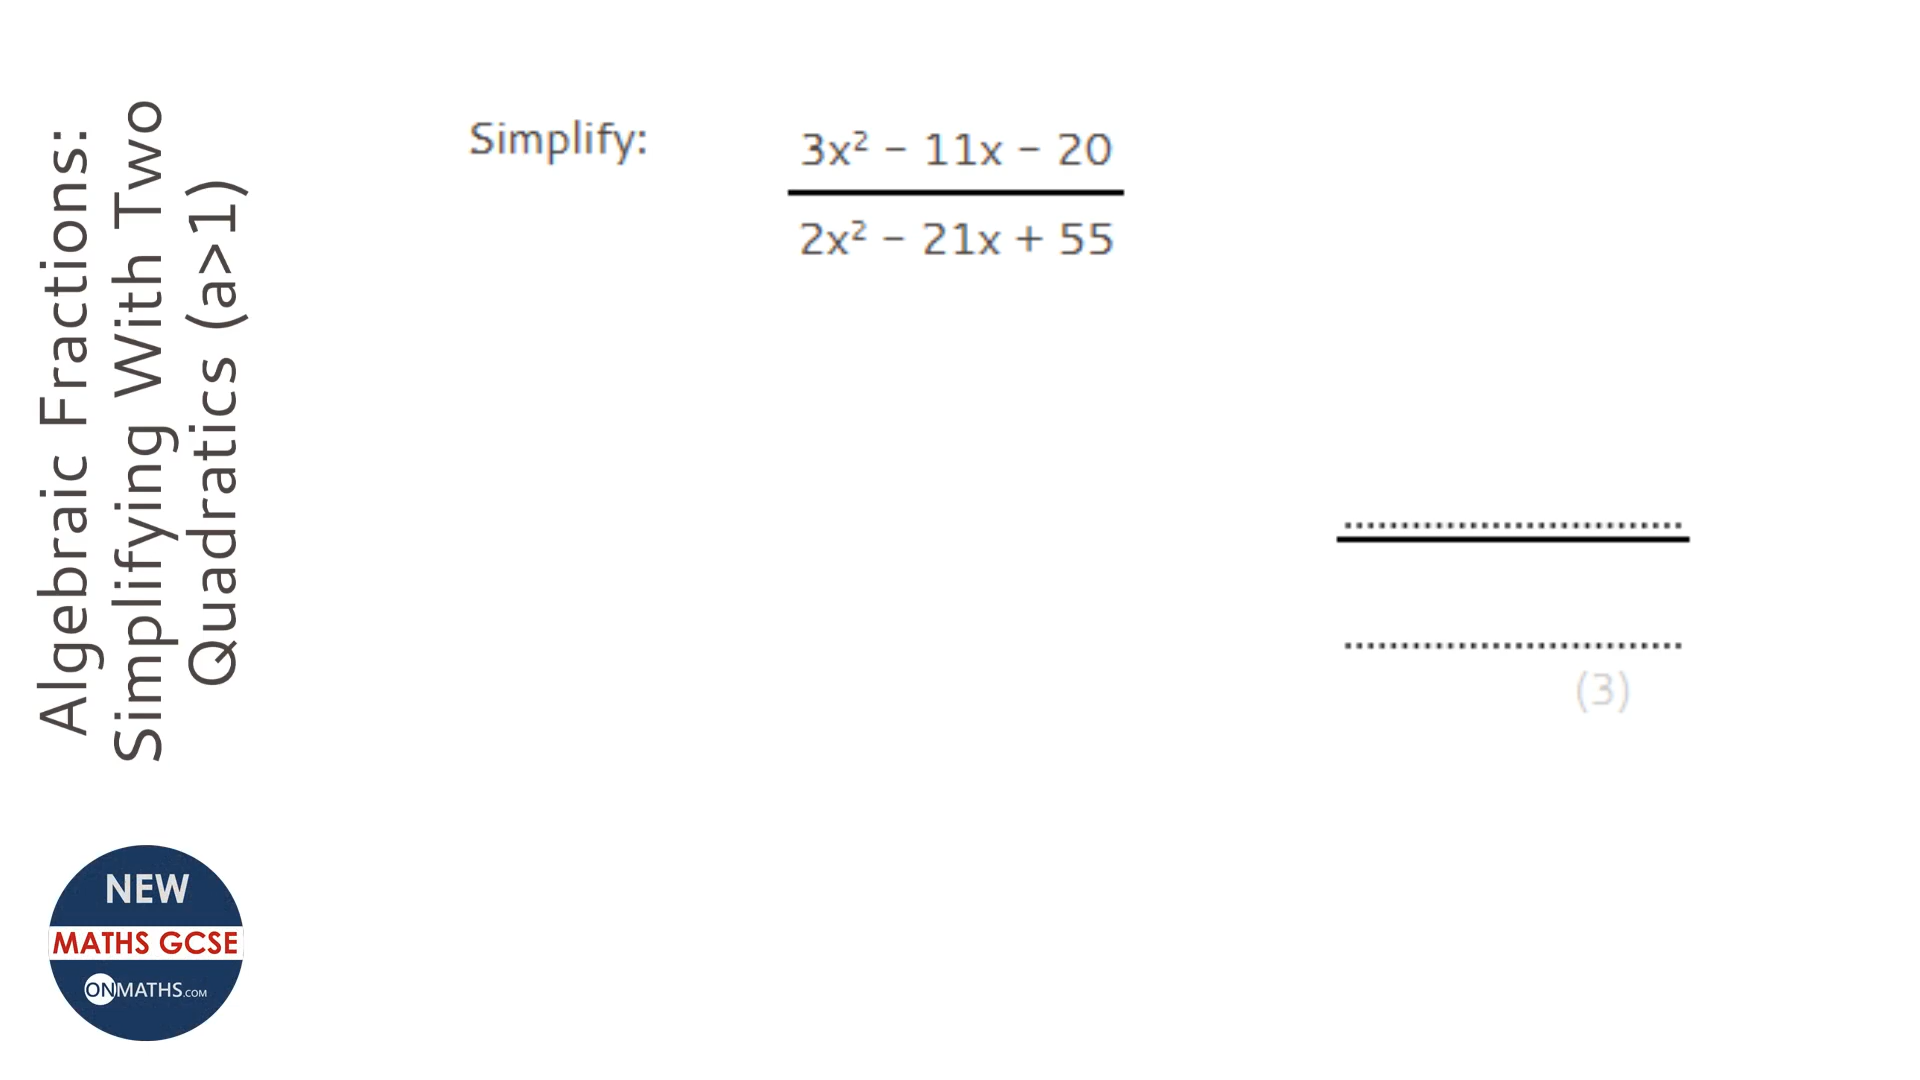 Algebraic Fractions:
Simplifying With Two
Quadratics (a>1)
Simplify:
3x² − 11x − 20
2x² − 21x + 55
(3)
NEW
MATHS GCSE
ONMATHS.COM